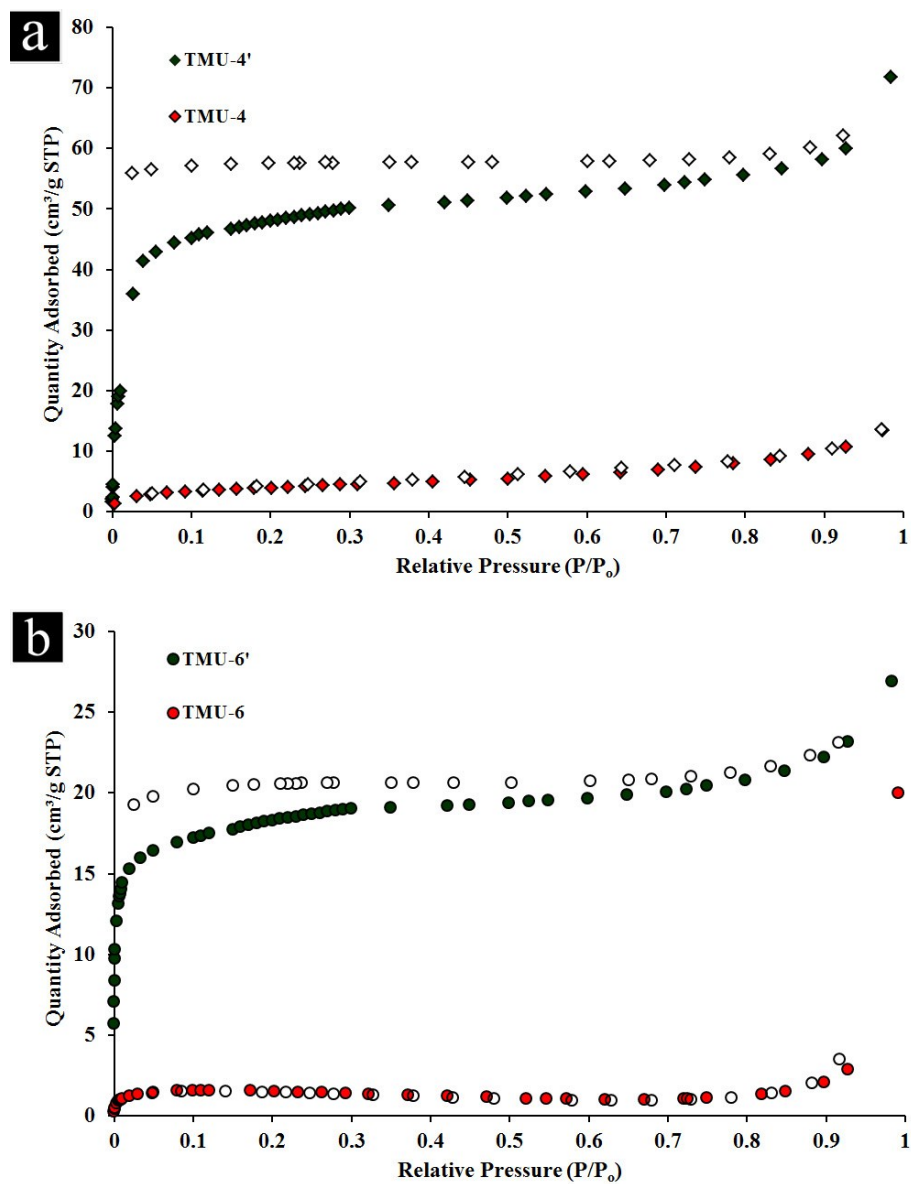 a
80
70
60
50
40
30
20
10
0
Quantity Adsorbed (cm³/g STP)
TMU-4'
TMU-4
0 0.1 0.2 0.3 0.4 0.5 0.6 0.7 0.8 0.9 1
Relative Pressure (P/Pₒ)
b
30
25
20
15
10
5
0
Quantity Adsorbed (cm³/g STP)
TMU-6'
TMU-6
0 0.1 0.2 0.3 0.4 0.5 0.6 0.7 0.8 0.9 1
Relative Pressure (P/Pₒ)